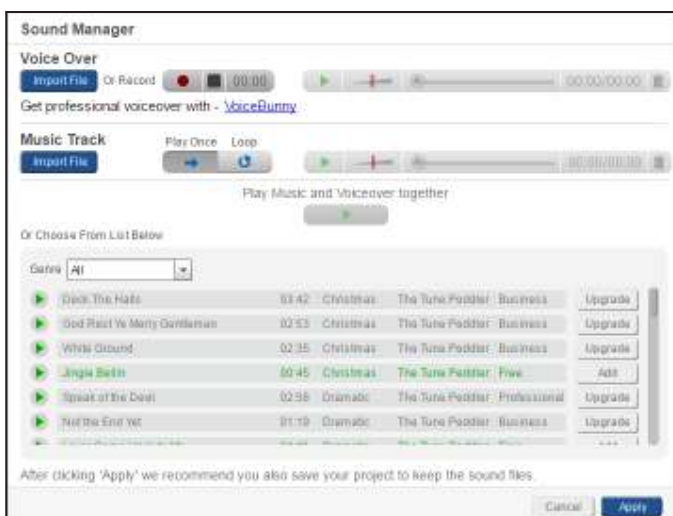 Sound Manager
Voice Over
Import File Or Record 00:00 00:00/00:00
Get professional voiceover with - VoiceBunny
Music Track Play Once Loop
Import File 00:00/00:00
Play Music and Voiceover together
Or Choose From List Below
Genre All
Deck The Halls 03:42 Christmas The Tune Peddler Business Upgrade
God Rest Ye Merry Gentleman 02:53 Christmas The Tune Peddler Business Upgrade
White Ground 02:35 Christmas The Tune Peddler Business Upgrade
Jingle Bells 00:45 Christmas The Tune Peddler Free Add
Speak of the Devil 02:56 Dramatic The Tune Peddler Professional Upgrade
Not the End Yet 01:19 Dramatic The Tune Peddler Business Upgrade
After clicking 'Apply' we recommend you also save your project to keep the sound files.
Cancel Apply